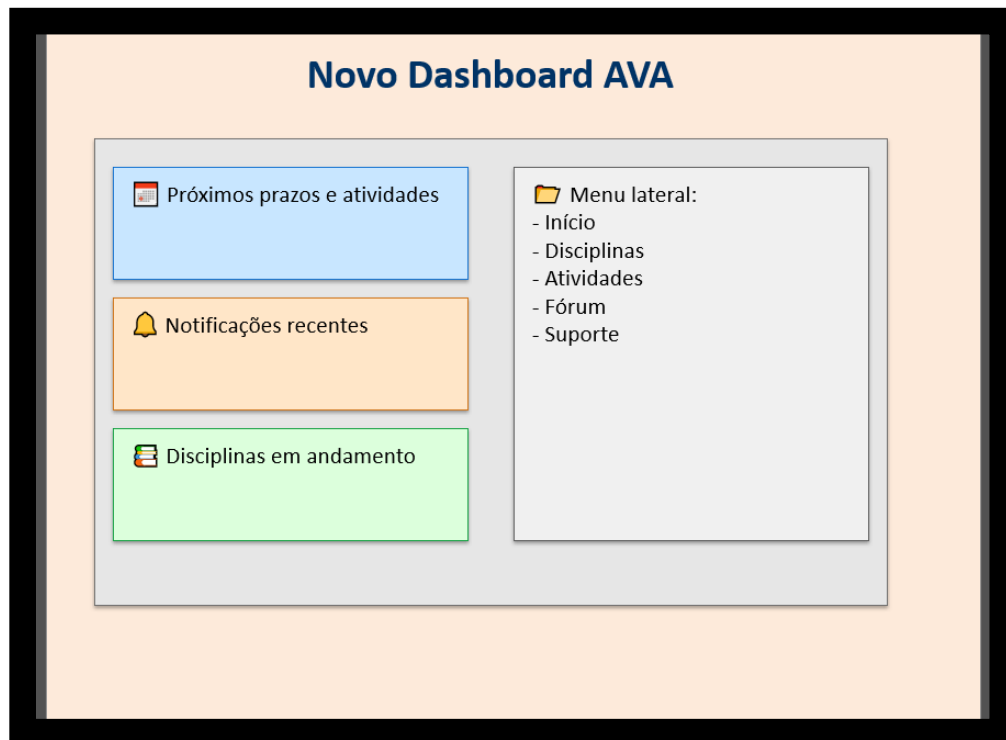 Novo Dashboard AVA
Próximos prazos e atividades
Notificações recentes
Disciplinas em andamento
Menu lateral:
- Início
- Disciplinas
- Atividades
- Fórum
- Suporte